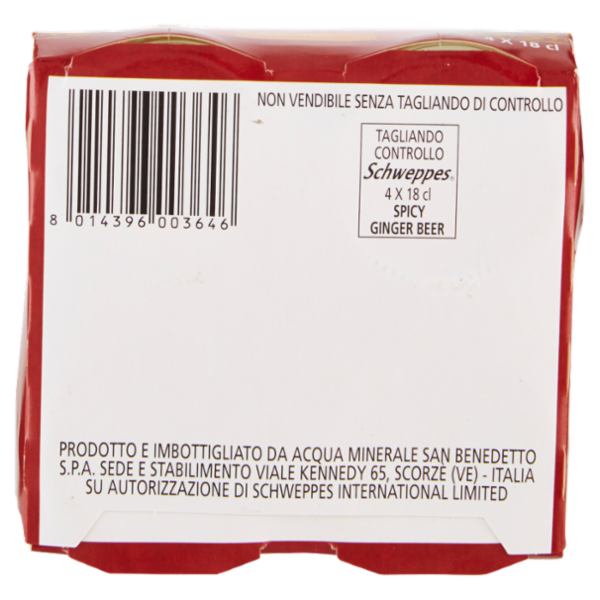 4 X 18 cl
NON VENDIBILE SENZA TAGLIANDO DI CONTROLLO
TAGLIANDO
CONTROLLO
Schweppes®
4 X 18 cl
SPICY
GINGER BEER
8 014396 003646
PRODOTTO E IMBOTTIGLIATO DA ACQUA MINERALE SAN BENEDETTO
S.P.A. SEDE E STABILIMENTO VIALE KENNEDY 65, SCORZÈ (VE) - ITALIA
SU AUTORIZZAZIONE DI SCHWEPPES INTERNATIONAL LIMITED